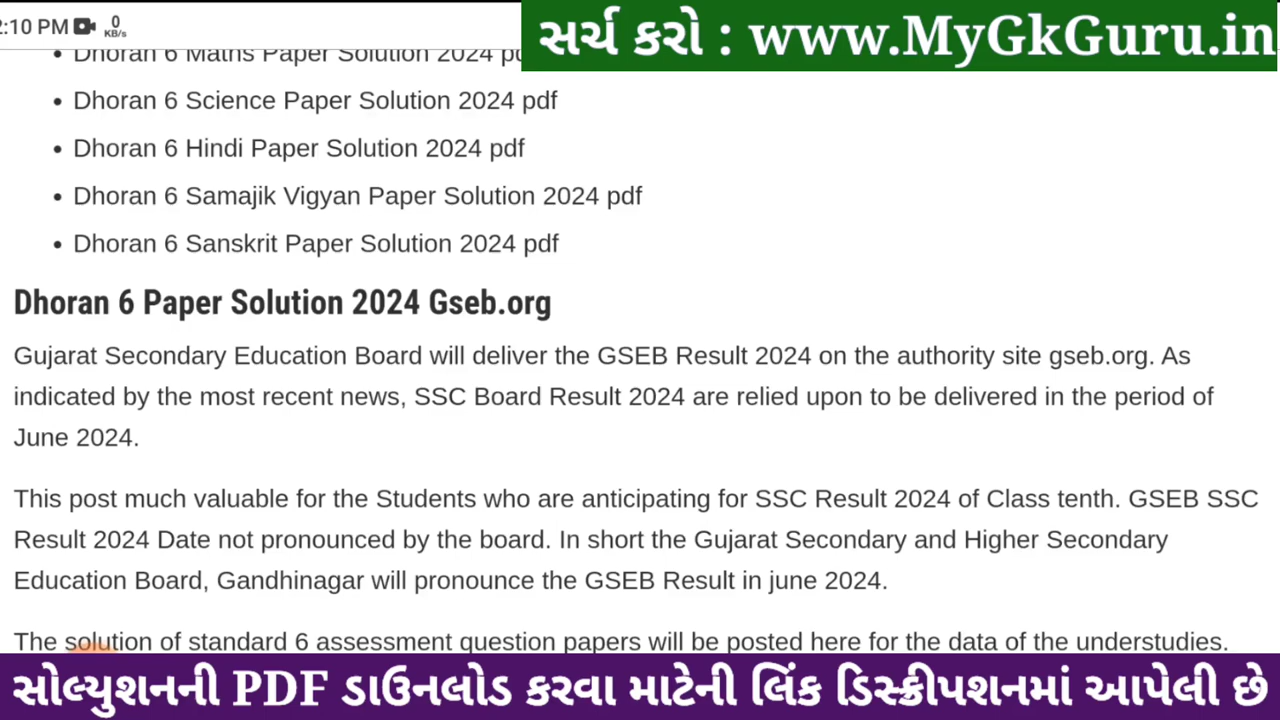 2:10 PM 0 KB/s
સર્ચ કરો : www.MyGkGuru.in
• Dhoran 6 Maths Paper Solution 2024
• Dhoran 6 Science Paper Solution 2024 pdf
• Dhoran 6 Hindi Paper Solution 2024 pdf
• Dhoran 6 Samajik Vigyan Paper Solution 2024 pdf
• Dhoran 6 Sanskrit Paper Solution 2024 pdf
Dhoran 6 Paper Solution 2024 Gseb.org
Gujarat Secondary Education Board will deliver the GSEB Result 2024 on the authority site gseb.org. As
indicated by the most recent news, SSC Board Result 2024 are relied upon to be delivered in the period of
June 2024.
This post much valuable for the Students who are anticipating for SSC Result 2024 of Class tenth. GSEB SSC
Result 2024 Date not pronounced by the board. In short the Gujarat Secondary and Higher Secondary
Education Board, Gandhinagar will pronounce the GSEB Result in june 2024.
The solution of standard 6 assessment question papers will be posted here for the data of the understudies.
સોલ્યુશનની PDF ડાઉનલોડ કરવા માટેની લિંક ડિસ્ક્રીપશનમાં આપેલી છે